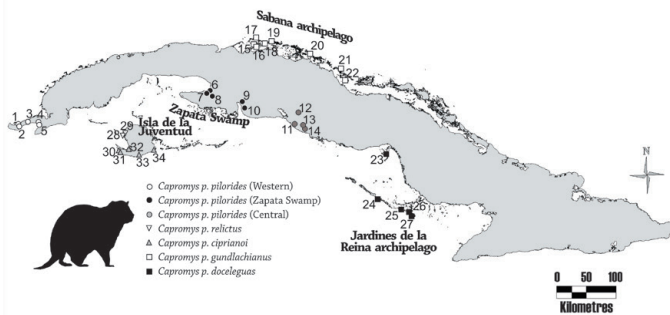 Sabana archipelago
17
19
15
16
18
20
21
22
6
7
8
9
10
Zapata Swamp
12
11
13
14
1
2
3
4
5
Isla de la
Juventud
29
28
30
31
32
33
34
23
24
25
26
27
Jardines de la
Reina archipelago
N
Capromys p. pilorides (Western)
Capromys p. pilorides (Zapata Swamp)
Capromys p. pilorides (Central)
Capromys p. relictus
Capromys p. ciprianoi
Capromys p. gundlachianus
Capromys p. doceleguas
0 25 50 100
Kilometres